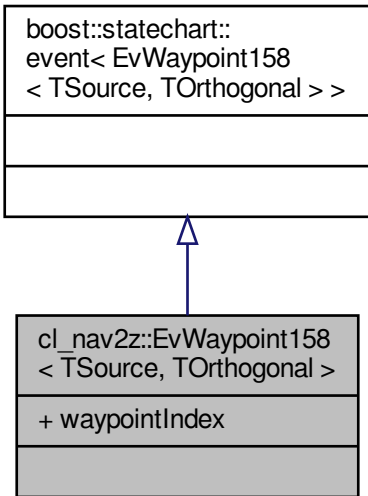 boost::statechart::
event< EvWaypoint158
< TSource, TOrthogonal > >
cl_nav2z::EvWaypoint158
< TSource, TOrthogonal >
+ waypointIndex